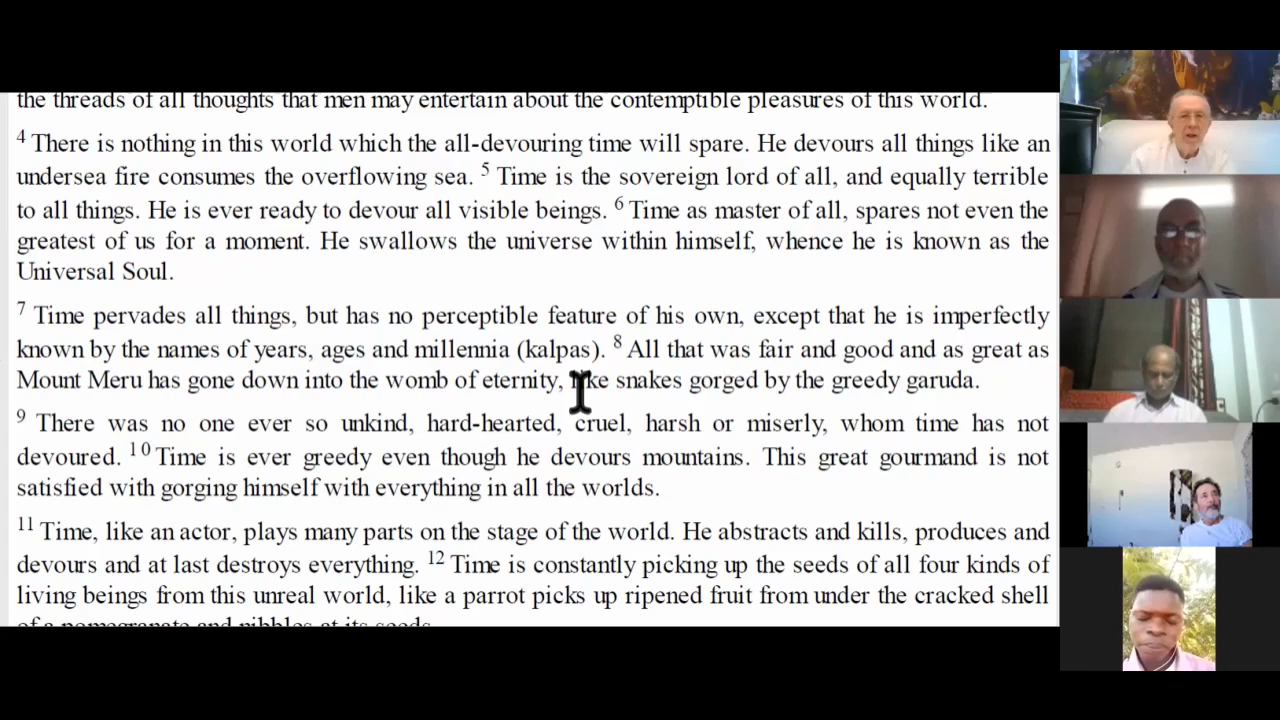 the threads of all thoughts that men may entertain about the contemptible pleasures of this world.
4 There is nothing in this world which the all-devouring time will spare. He devours all things like an
undersea fire consumes the overflowing sea. 5 Time is the sovereign lord of all, and equally terrible
to all things. He is ever ready to devour all visible beings. 6 Time as master of all, spares not even the
greatest of us for a moment. He swallows the universe within himself, whence he is known as the
Universal Soul.
7 Time pervades all things, but has no perceptible feature of his own, except that he is imperfectly
known by the names of years, ages and millennia (kalpas). 8 All that was fair and good and as great as
Mount Meru has gone down into the womb of eternity, like snakes gorged by the greedy garuda.
9 There was no one ever so unkind, hard-hearted, cruel, harsh or miserly, whom time has not
devoured. 10 Time is ever greedy even though he devours mountains. This great gourmand is not
satisfied with gorging himself with everything in all the worlds.
11 Time, like an actor, plays many parts on the stage of the world. He abstracts and kills, produces and
devours and at last destroys everything. 12 Time is constantly picking up the seeds of all four kinds of
living beings from this unreal world, like a parrot picks up ripened fruit from under the cracked shell
of a pomegranate and nibbles at its seeds.